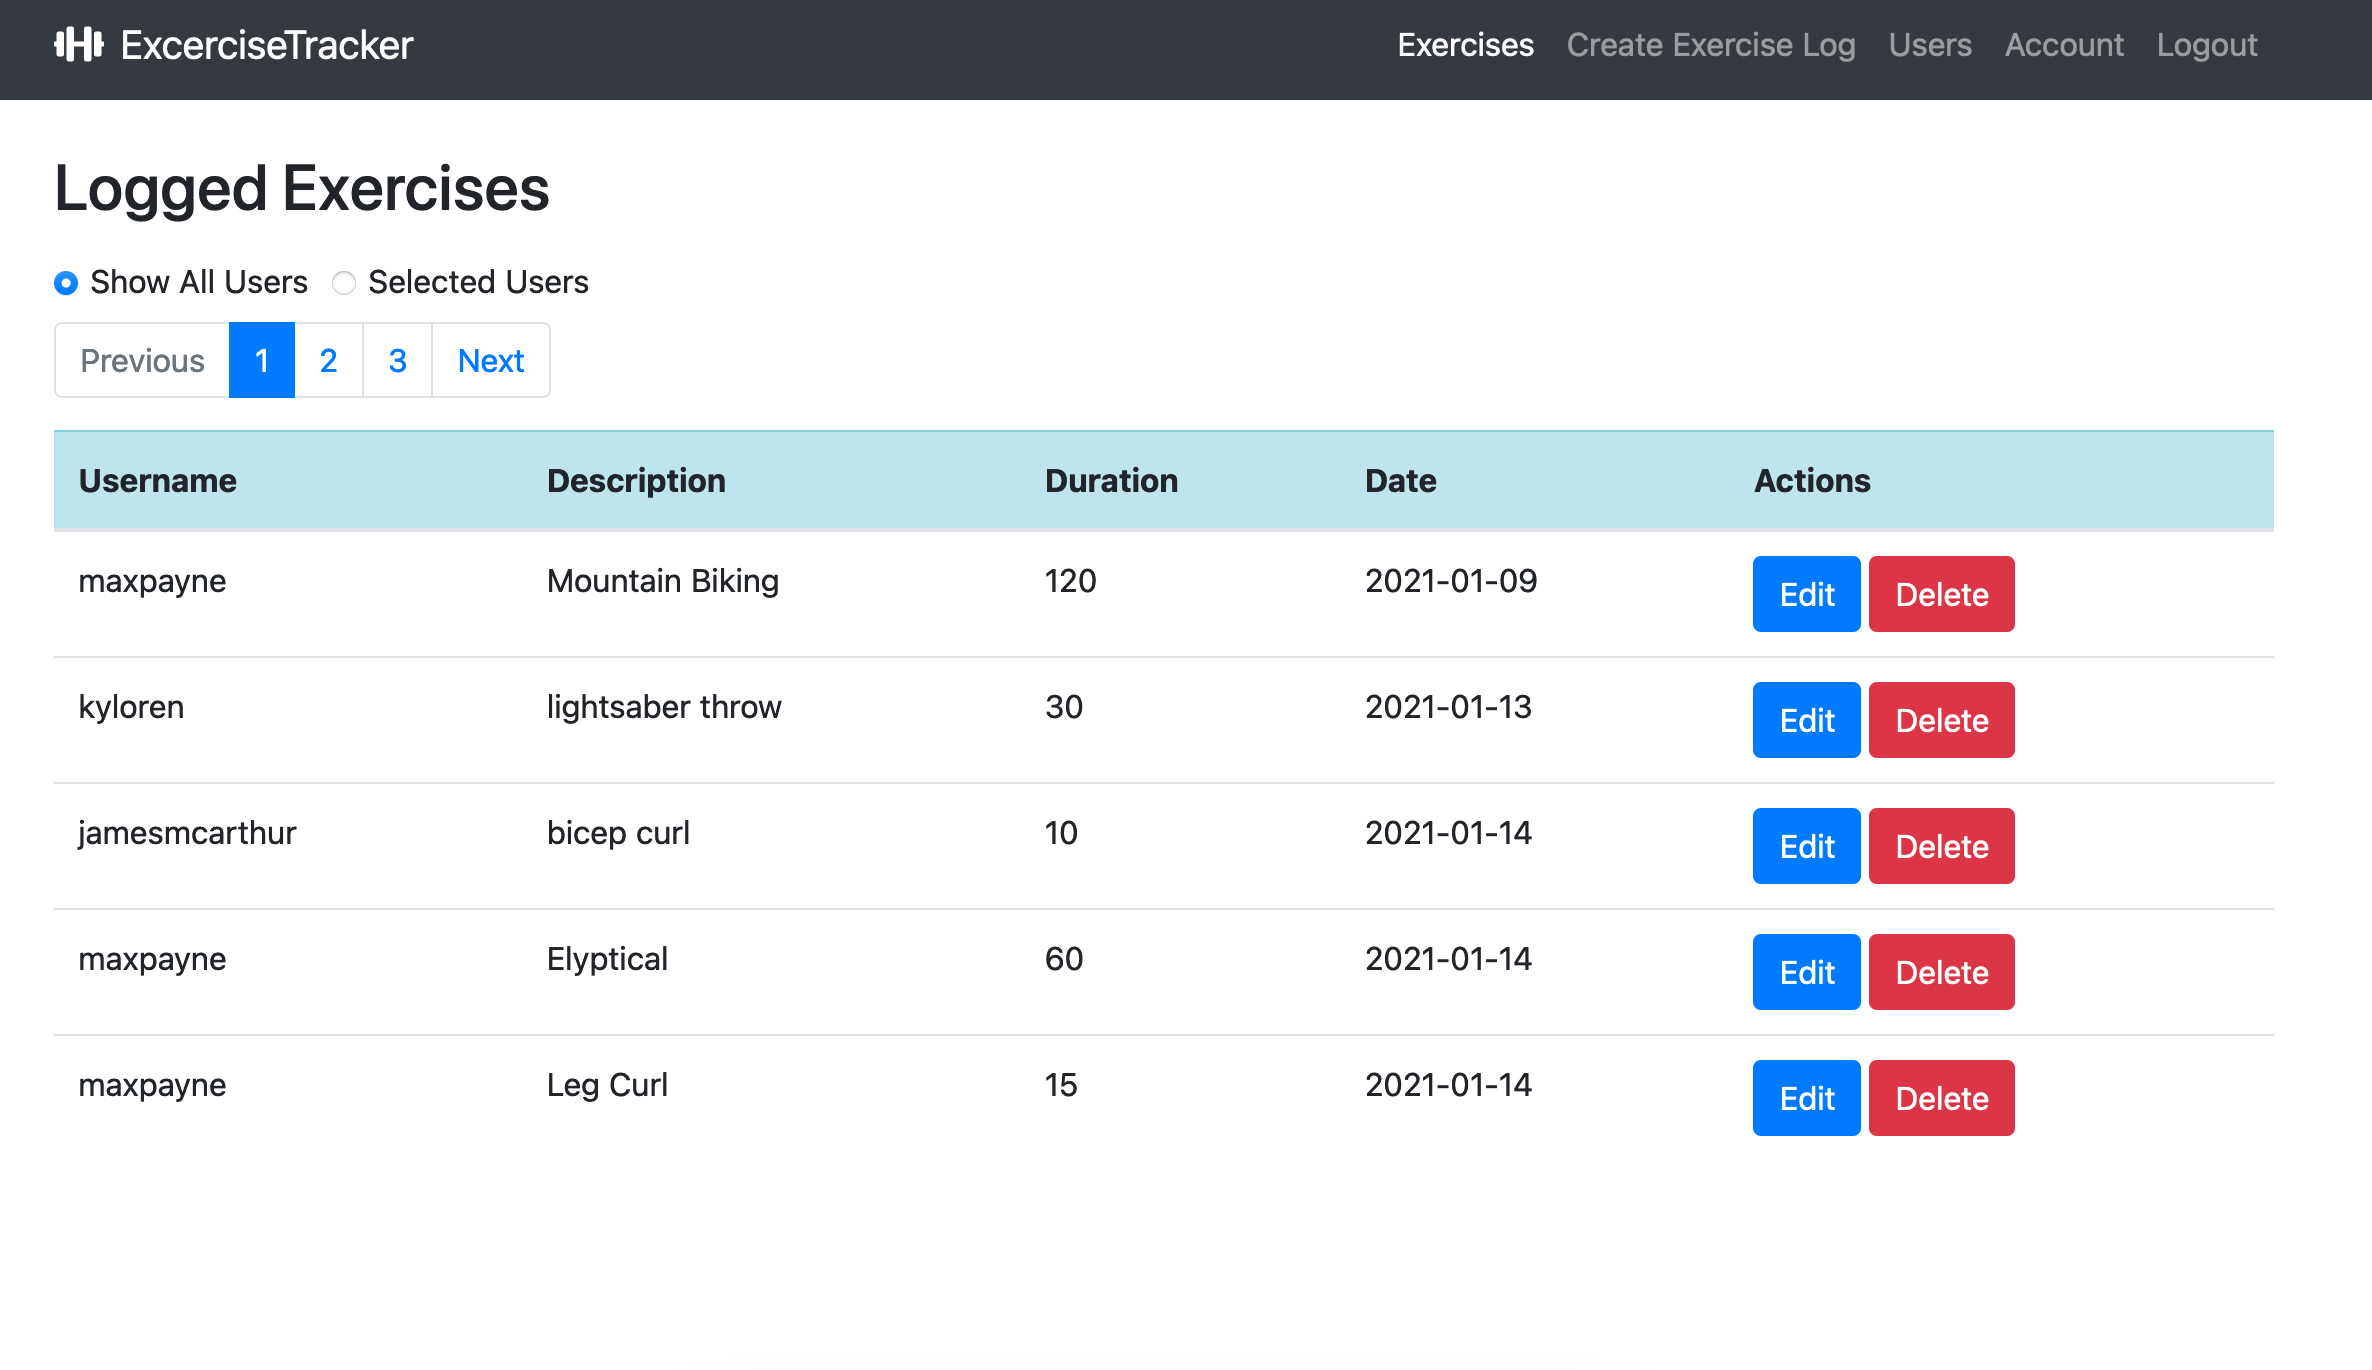 ExcerciseTracker Exercises Create Exercise Log Users Account Logout
Logged Exercises
Show All Users Selected Users
Previous 1 2 3 Next
Username Description Duration Date Actions
maxpayne Mountain Biking 120 2021-01-09 Edit Delete
kyloren lightsaber throw 30 2021-01-13 Edit Delete
jamesmcarthur bicep curl 10 2021-01-14 Edit Delete
maxpayne Elyptical 60 2021-01-14 Edit Delete
maxpayne Leg Curl 15 2021-01-14 Edit Delete